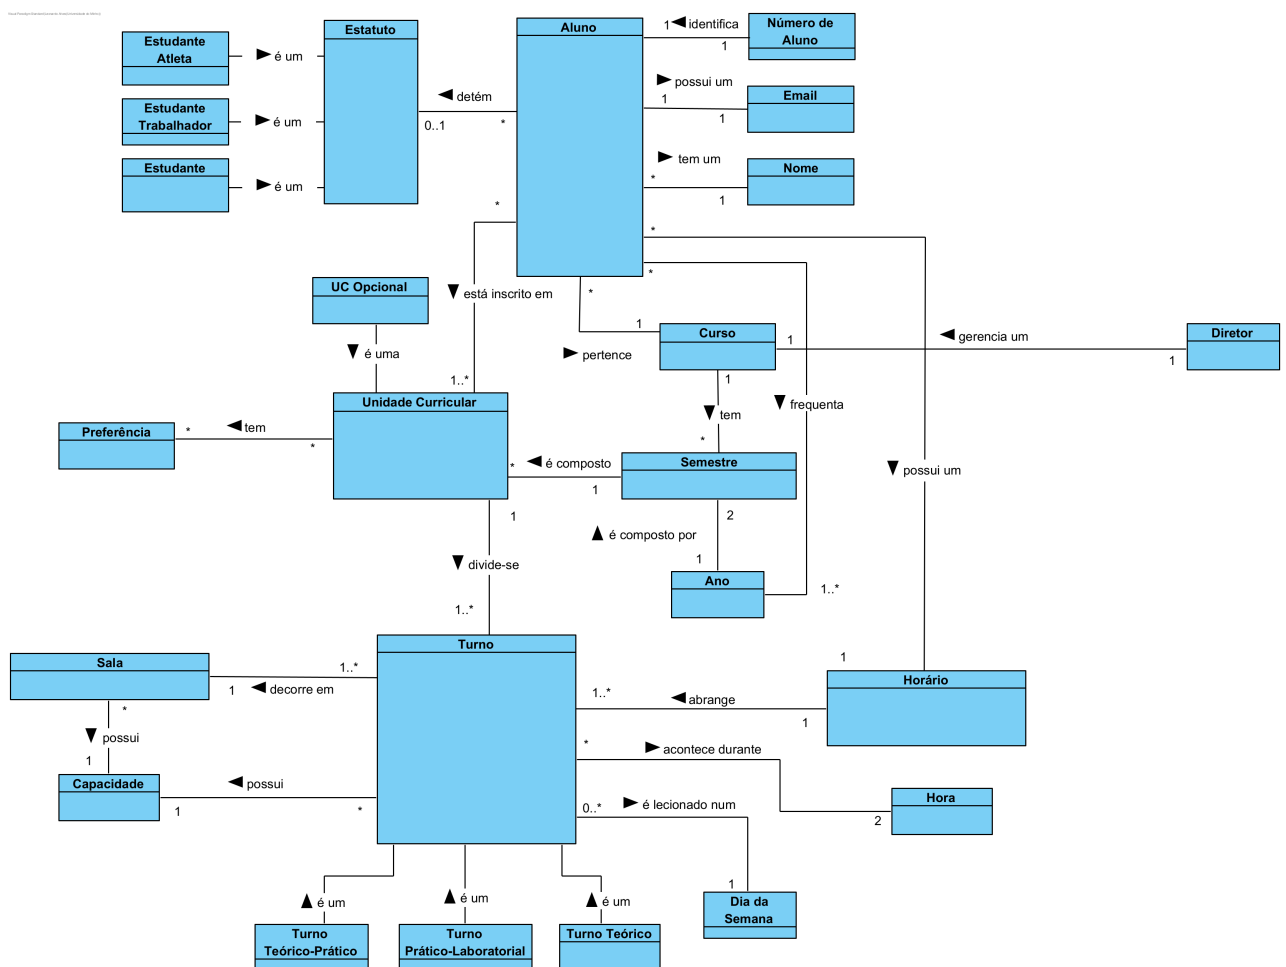 Estudante
Atleta
é um
Estatuto
Aluno
1
identifica
1
Número de
Aluno
possui um
1
1
Email
detém
0..1
*
Estudante
Trabalhador
é um
Estudante
é um
tem um
*
1
Nome
*
*
*
*
UC Opcional
está inscrito em
é uma
1..*
1
pertence
Curso
1
gerencia um
1
Diretor
1
tem
*
frequenta
Unidade Curricular
Preferência
*
tem
*
*
é composto
1
Semestre
possui um
1
2
é composto por
1
Ano
1..*
divide-se
1..*
Turno
Sala
1..*
1
decorre em
1
Horário
1..*
abrange
1
*
possui
1
*
acontece durante
Capacidade
possui
1
*
0..*
é lecionado num
Hora
2
1
Dia da
Semana
é um
é um
é um
Turno
Teórico-Prático
Turno
Prático-Laboratorial
Turno Teórico